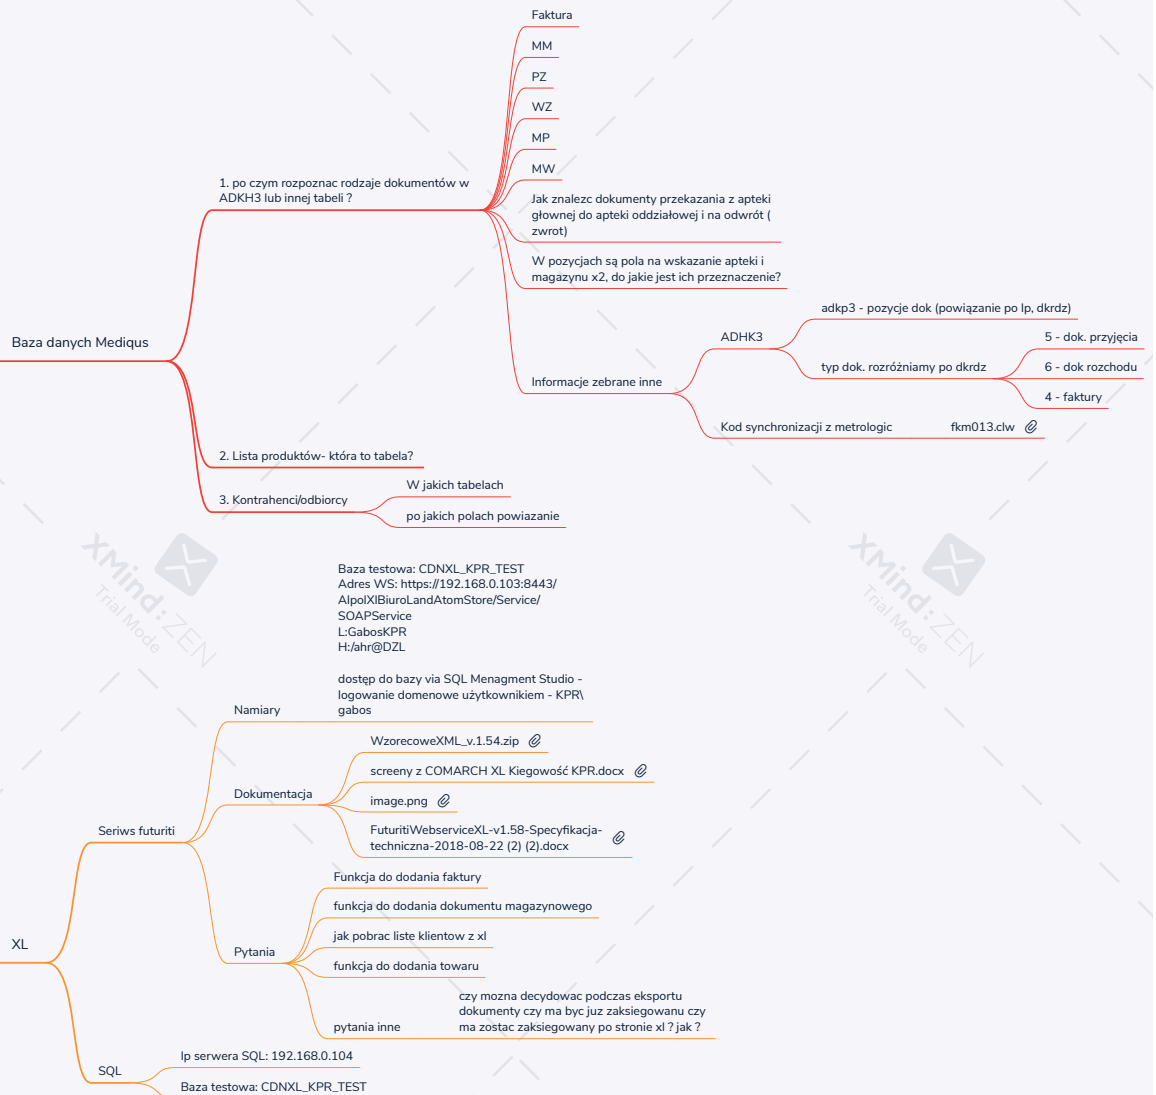 Faktura
MM
PZ
WZ
MP
MW
1. po czym rozpoznac rodzaje dokumentów w
ADKH3 lub innej tabeli ?
Jak znalezc dokumenty przekazania z apteki
głownej do apteki oddziałowej i na odwrót (
zwrot)
W pozycjach są pola na wskazanie apteki i
magazynu x2, do jakie jest ich przeznaczenie?
adkp3 - pozycje dok (powiązanie po lp, dkrdz)
Baza danych Mediqus
ADHK3
5 - dok. przyjęcia
typ dok. rozróżniamy po dkrdz
6 - dok rozchodu
Informacje zebrane inne
4 - faktury
Kod synchronizacji z metrologic
fkm013.clw
2. Lista produktów- która to tabela?
W jakich tabelach
3. Kontrahenci/odbiorcy
po jakich polach powiazanie
XMind:ZEN
Trial Mode
XMind:ZEN
Trial Mode
Baza testowa: CDNXL_KPR_TEST
Adres WS: https://192.168.0.103:8443/
AIpolXlBiuroLandAtomStore/Service/
SOAPService
L:GabosKPR
H:/ahr@DZL
dostęp do bazy via SQL Menagment Studio -
logowanie domenowe użytkownikiem - KPR\
gabos
Namiary
WzorecoweXML_v.1.54.zip
screeny z COMARCH XL Kiegowość KPR.docx
Dokumentacja
image.png
FuturitiWebserviceXL-v1.58-Specyfikacja-
techniczna-2018-08-22 (2) (2).docx
Seriws futuriti
Funkcja do dodania faktury
funkcja do dodania dokumentu magazynowego
jak pobrac liste klientow z xl
XL
Pytania
funkcja do dodania towaru
czy mozna decydowac podczas eksportu
dokumenty czy ma byc juz zaksiegowanu czy
ma zostac zaksiegowany po stronie xl ? jak ?
pytania inne
Ip serwera SQL: 192.168.0.104
SQL
Baza testowa: CDNXL_KPR_TEST